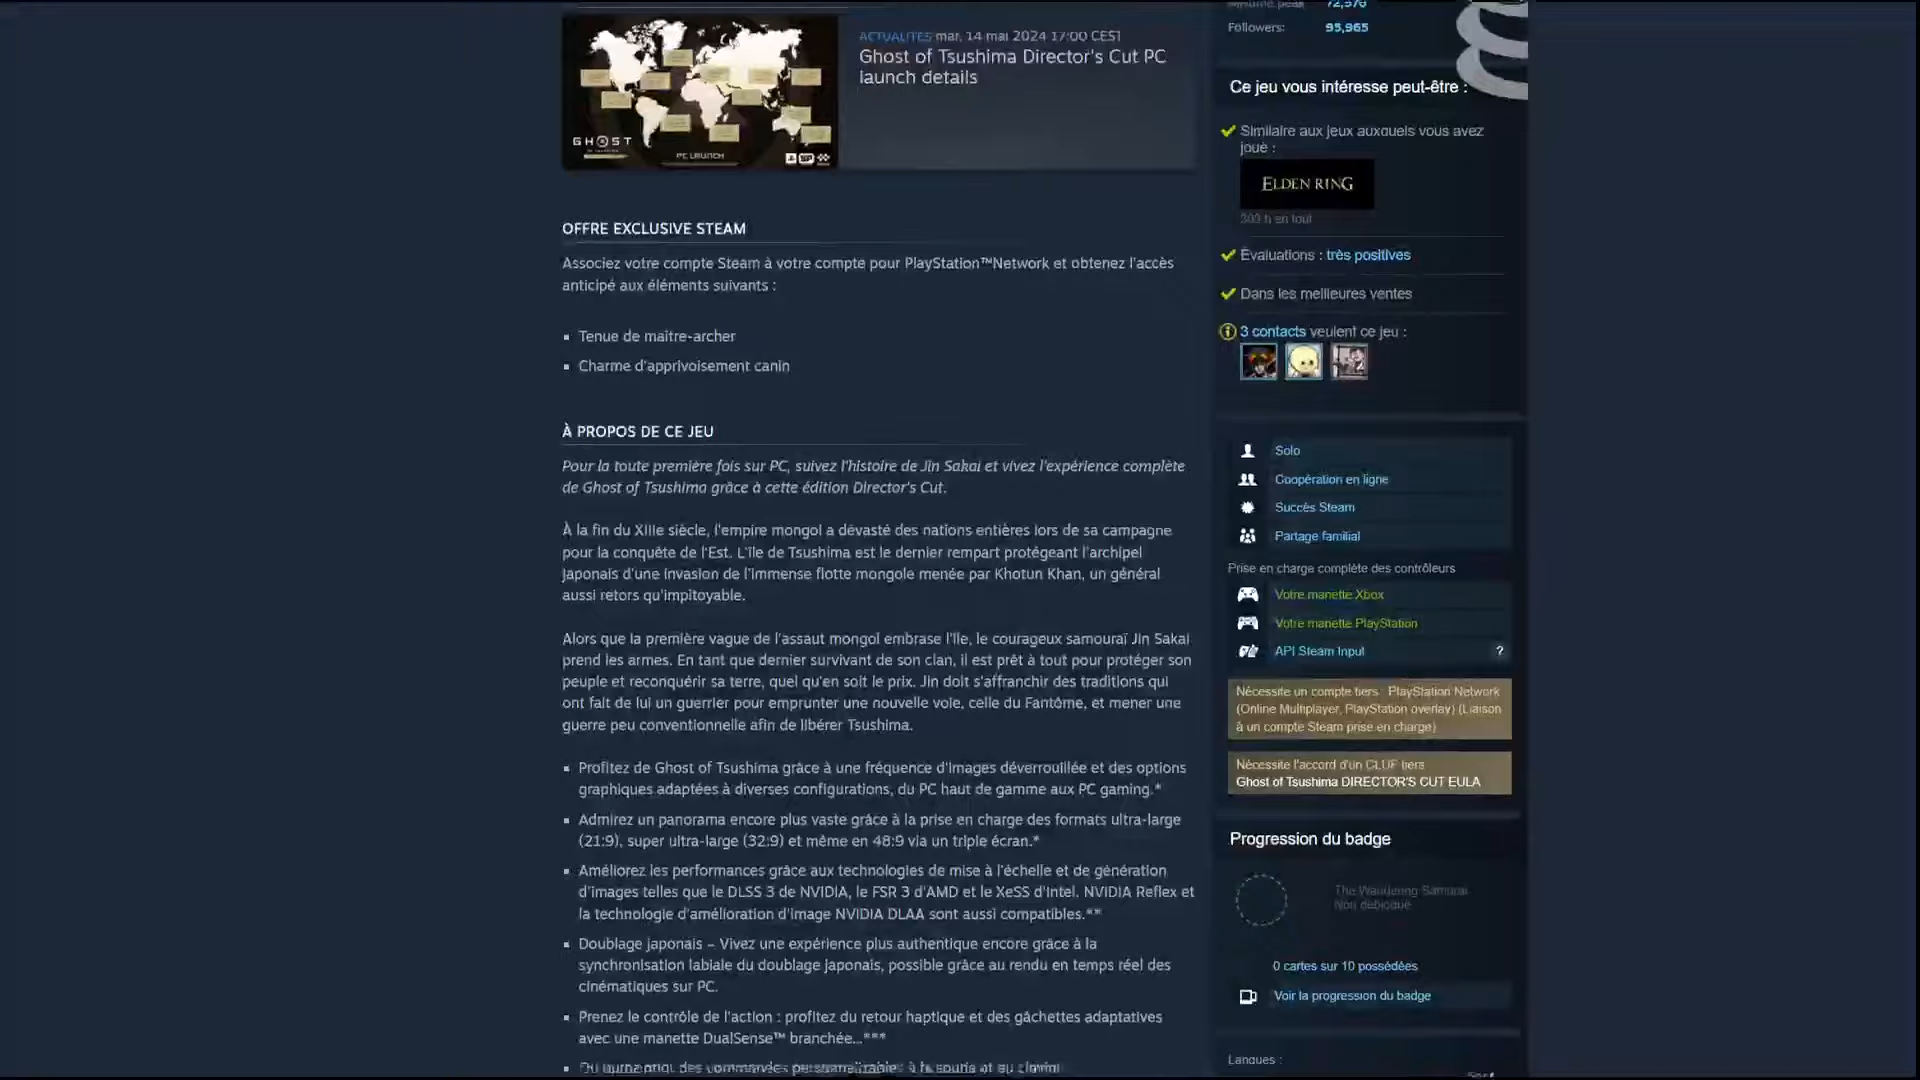 ACTUALITÉS mar. 14 mai 2024 17:00 CEST
Ghost of Tsushima Director's Cut PC
launch details
GHOST
PC LAUNCH
OFFRE EXCLUSIVE STEAM
Associez votre compte Steam à votre compte pour PlayStation™Network et obtenez l'accès
anticipé aux éléments suivants :
Tenue de maître-archer
Charme d'apprivoisement canin
À PROPOS DE CE JEU
Pour la toute première fois sur PC, suivez l'histoire de Jin Sakai et vivez l'expérience complète
de Ghost of Tsushima grâce à cette édition Director's Cut.
À la fin du XIIIe siècle, l'empire mongol a dévasté des nations entières lors de sa campagne
pour la conquête de l'Est. L'île de Tsushima est le dernier rempart protégeant l'archipel
japonais d'une invasion de l'immense flotte mongole menée par Khotun Khan, un général
aussi retors qu'impitoyable.
Alors que la première vague de l'assaut mongol embrase l'île, le courageux samouraï Jin Sakai
prend les armes. En tant que dernier survivant de son clan, il est prêt à tout pour protéger son
peuple et reconquérir sa terre, quel qu'en soit le prix. Jin doit s'affranchir des traditions qui
ont fait de lui un guerrier pour emprunter une nouvelle voie, celle du Fantôme, et mener une
guerre peu conventionnelle afin de libérer Tsushima.
Profitez de Ghost of Tsushima grâce à une fréquence d'images déverrouillée et des options
graphiques adaptées à diverses configurations, du PC haut de gamme aux PC gaming.*
Admirez un panorama encore plus vaste grâce à la prise en charge des formats ultra-large
(21:9), super ultra-large (32:9) et même en 48:9 via un triple écran.*
Améliorez les performances grâce aux technologies de mise à l'échelle et de génération
d'images telles que le DLSS 3 de NVIDIA, le FSR 3 d'AMD et le XeSS d'Intel. NVIDIA Reflex et
la technologie d'amélioration d'image NVIDIA DLAA sont aussi compatibles.**
Doublage japonais – Vivez une expérience plus authentique encore grâce à la
synchronisation labiale du doublage japonais, possible grâce au rendu en temps réel des
cinématiques sur PC.
Prenez le contrôle de l'action : profitez du retour haptique et des gâchettes adaptatives
avec une manette DualSense™ branchée...***
des commandes personnalisables à la souris et au clavier
peak 72,970
Followers: 95,965
Ce jeu vous intéresse peut-être :
Similaire aux jeux auxquels vous avez
joué :
ELDEN RING
303 h en tout
Évaluations : très positives
Dans les meilleures ventes
3 contacts veulent ce jeu :
Solo
Coopération en ligne
Succès Steam
Partage familial
Prise en charge complète des contrôleurs
Votre manette Xbox
Votre manette PlayStation
API Steam Input ?
Nécessite un compte tiers : PlayStation Network
(Online Multiplayer, PlayStation overlay) (Liaison
à un compte Steam prise en charge)
Nécessite l'accord d'un CLUF tiers
Ghost of Tsushima DIRECTOR'S CUT EULA
Progression du badge
The Wandering Samurai
Non débloqué
0 cartes sur 10 possédées
Voir la progression du badge
Langues :